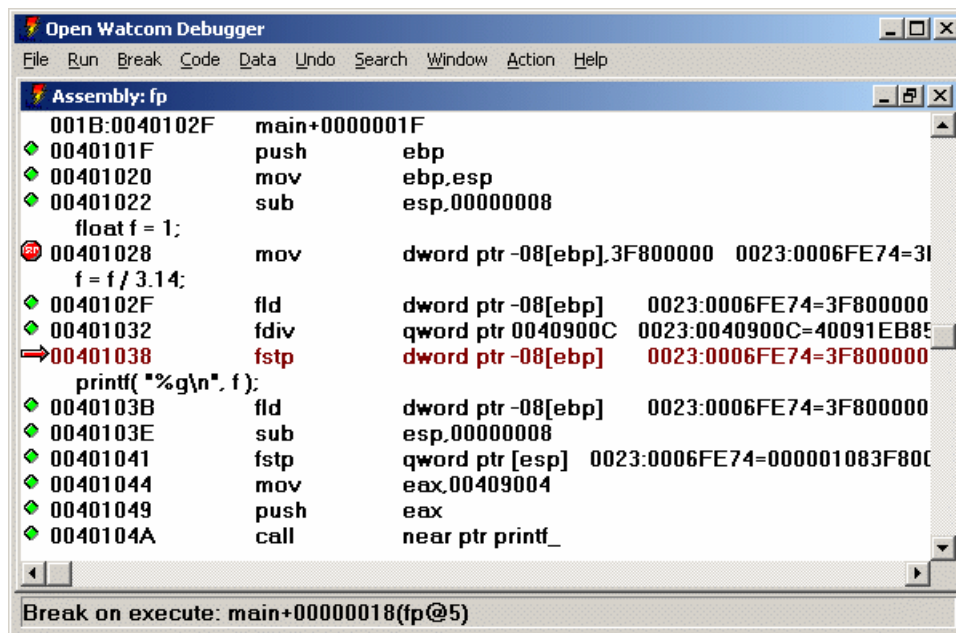 Open Watcom Debugger
File Run Break Code Data Undo Search Window Action Help
Assembly: fp
001B:0040102F main+0000001F
0040101F push ebp
00401020 mov ebp,esp
00401022 sub esp,00000008
float f = 1;
00401028 mov dword ptr -08[ebp],3F800000 0023:0006FE74=3
f = f / 3.14;
0040102F fld dword ptr -08[ebp] 0023:0006FE74=3F800000
00401032 fdiv qword ptr 0040900C 0023:0040900C=40091EB85
00401038 fstp dword ptr -08[ebp] 0023:0006FE74=3F800000
printf( "%g\n", f );
0040103B fld dword ptr -08[ebp] 0023:0006FE74=3F800000
0040103E sub esp,00000008
00401041 fstp qword ptr [esp] 0023:0006FE74=000001083F800
00401044 mov eax,00409004
00401049 push eax
0040104A call near ptr printf_
Break on execute: main+00000018(fp@5)